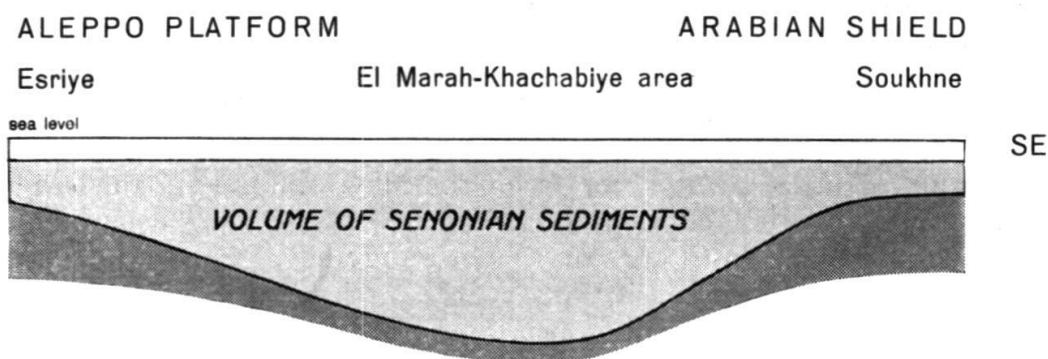 ALEPPO PLATFORM ARABIAN SHIELD
Esriye El Marah-Khachabiye area Soukhne
sea level
SE
VOLUME OF SENONIAN SEDIMENTS